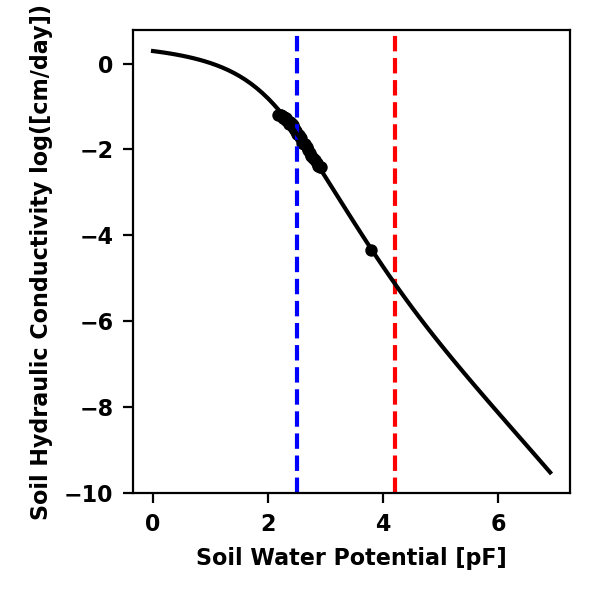 Soil Hydraulic Conductivity log([cm/day])
0
−2
−4
−6
−8
−10
0 2 4 6
Soil Water Potential [pF]